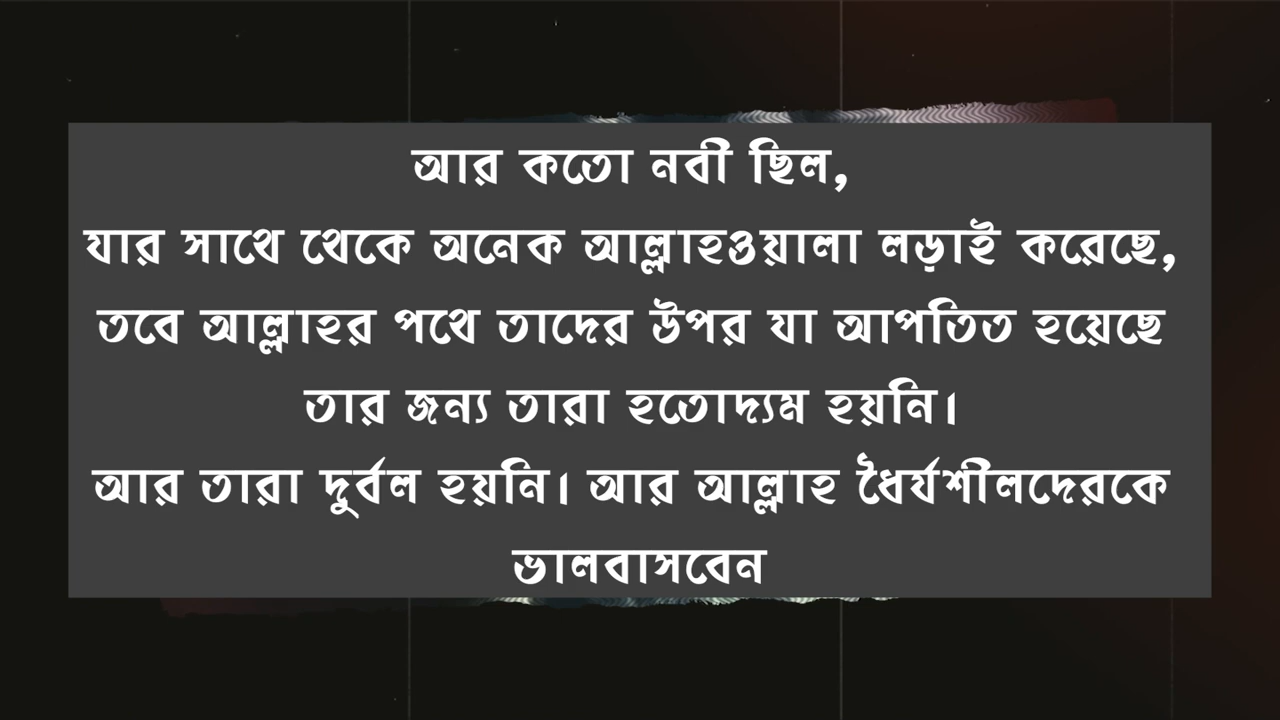 আর কতো নবী ছিল,
যার সাথে থেকে অনেক আল্লাহওয়ালা লড়াই করেছে,
তবে আল্লাহর পথে তাদের উপর যা আপতিত হয়েছে
তার জন্য তারা হতোদ্যম হয়নি।
আর তারা দুর্বল হয়নি। আর আল্লাহ ধৈর্যশীলদেরকে
ভালবাসবেন